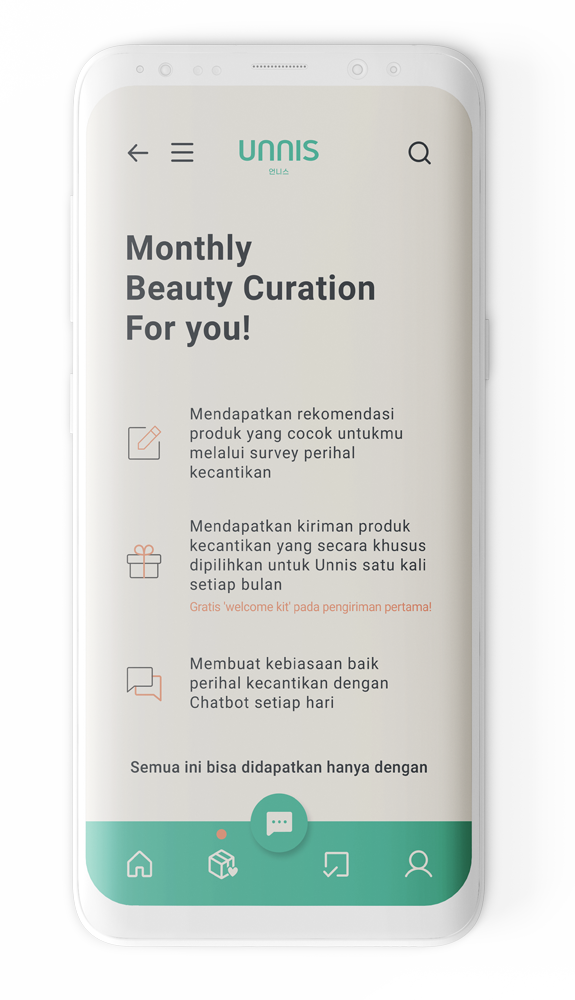 UNNIS
언니스
Monthly
Beauty Curation
For you!
Mendapatkan rekomendasi
produk yang cocok untukmu
melalui survey perihal
kecantikan
Mendapatkan kiriman produk
kecantikan yang secara khusus
dipilihkan untuk Unnis satu kali
setiap bulan
Gratis 'welcome kit' pada pengiriman pertama!
Membuat kebiasaan baik
perihal kecantikan dengan
Chatbot setiap hari
Semua ini bisa didapatkan hanya dengan